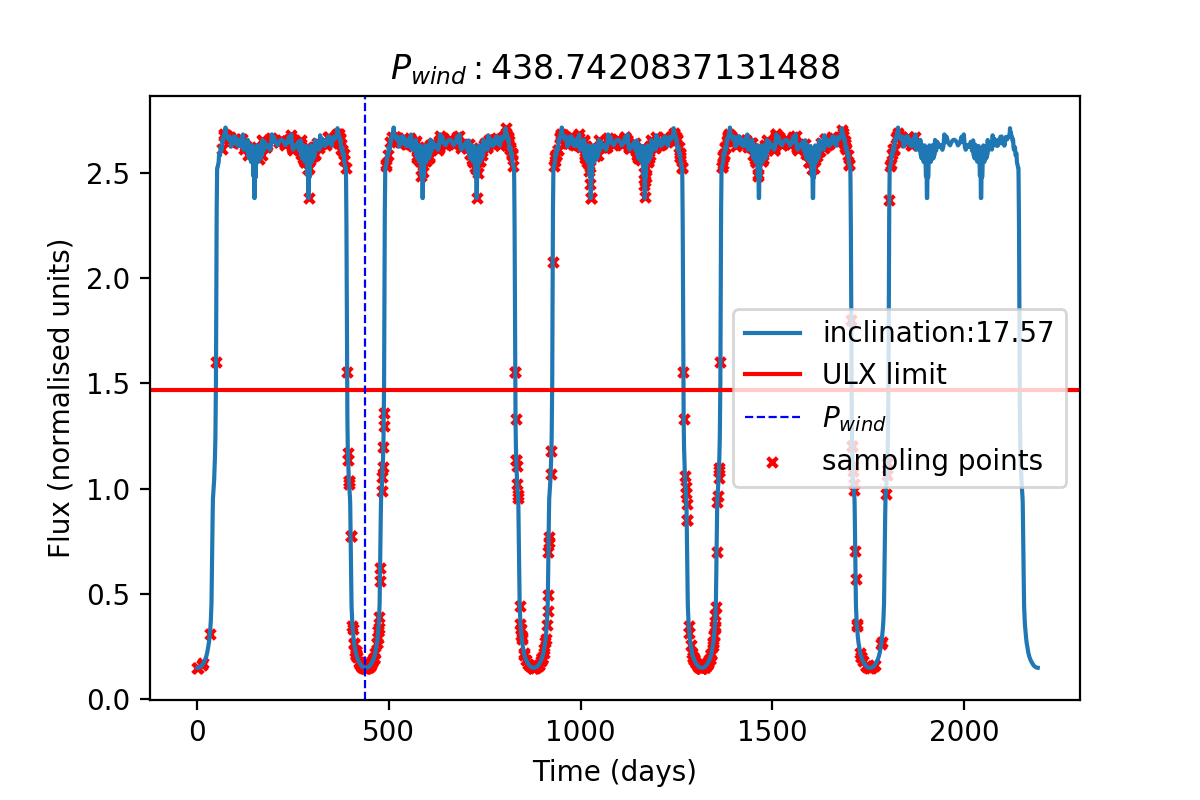 P_wind : 438.7420837131488
Flux (normalised units)
2.5
2.0
1.5
1.0
0.5
0.0
inclination:17.57
ULX limit
P_wind
sampling points
0 500 1000 1500 2000
Time (days)